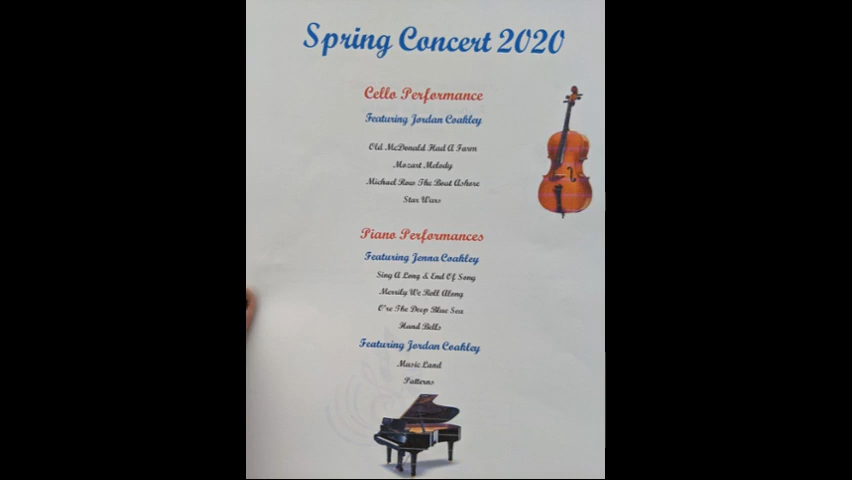 Spring Concert 2020
Cello Performance
Featuring Jordan Coakley
Old McDonald Had A Farm
Mozart Melody
Michael Row The Boat Ashore
Star Wars
Piano Performances
Featuring Jenna Coakley
Sing A Long & End Of Song
Merrily We Roll Along
O're The Deep Blue Sea
Hand Bells
Featuring Jordan Coakley
Music Land
Patterns